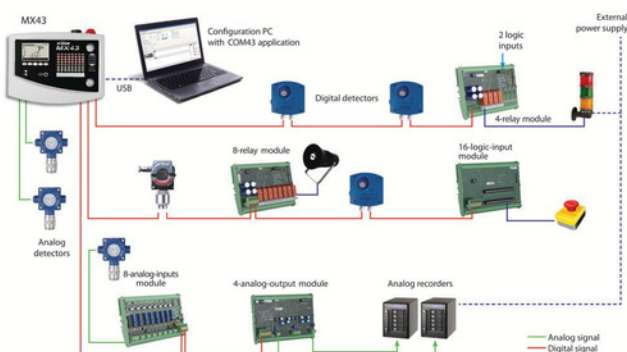 MX43
Configuration PC
with COM43 application
USB
Digital detectors
2 logic
inputs
4-relay module
External
power supply
8-relay module
16-logic-input
module
Analog
detectors
8-analog-inputs
module
4-analog-output module
Analog recorders
Analog signal
Digital signal